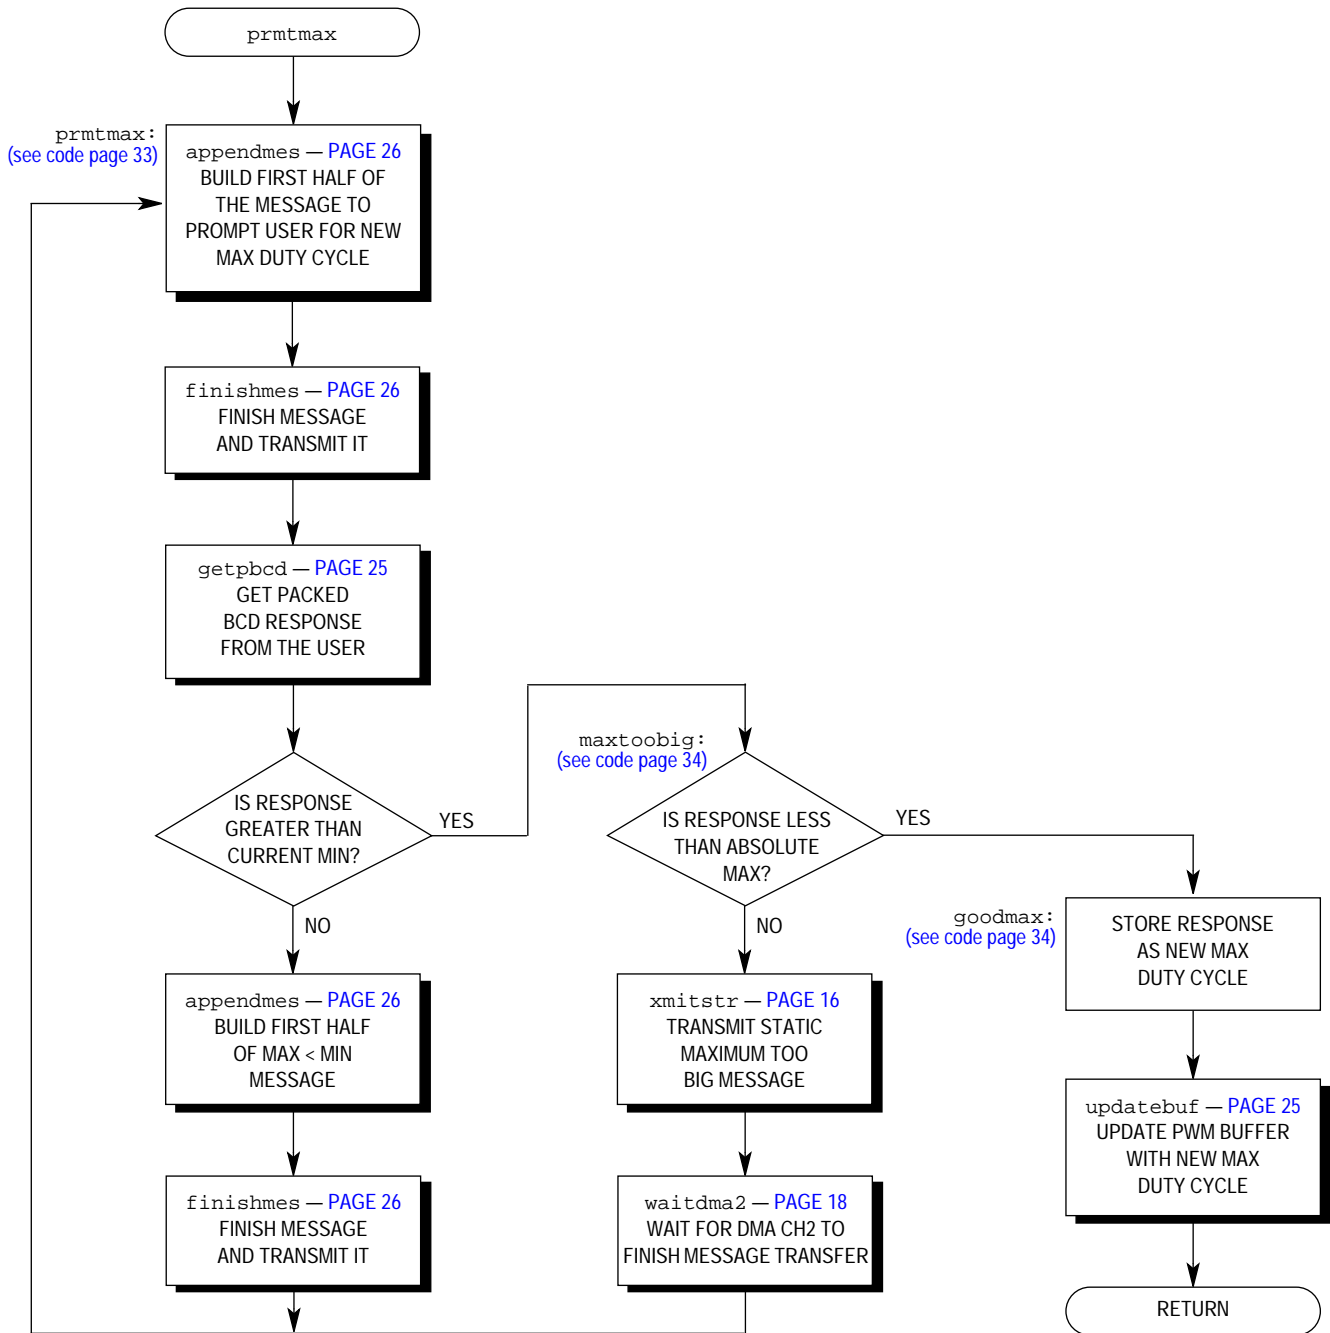 prmtmax
prmtmax:
(see code page 33)
appendmes — PAGE 26
BUILD FIRST HALF OF
THE MESSAGE TO
PROMPT USER FOR NEW
MAX DUTY CYCLE
finishmes — PAGE 26
FINISH MESSAGE
AND TRANSMIT IT
getpbcd — PAGE 25
GET PACKED
BCD RESPONSE
FROM THE USER
IS RESPONSE
GREATER THAN
CURRENT MIN?
YES
NO
maxtoobig:
(see code page 34)
IS RESPONSE LESS
THAN ABSOLUTE
MAX?
YES
NO
goodmax:
(see code page 34)
STORE RESPONSE
AS NEW MAX
DUTY CYCLE
appendmes — PAGE 26
BUILD FIRST HALF
OF MAX < MIN
MESSAGE
xmitstr — PAGE 16
TRANSMIT STATIC
MAXIMUM TOO
BIG MESSAGE
updatebuf — PAGE 25
UPDATE PWM BUFFER
WITH NEW MAX
DUTY CYCLE
finishmes — PAGE 26
FINISH MESSAGE
AND TRANSMIT IT
waitdma2 — PAGE 18
WAIT FOR DMA CH2 TO
FINISH MESSAGE TRANSFER
RETURN